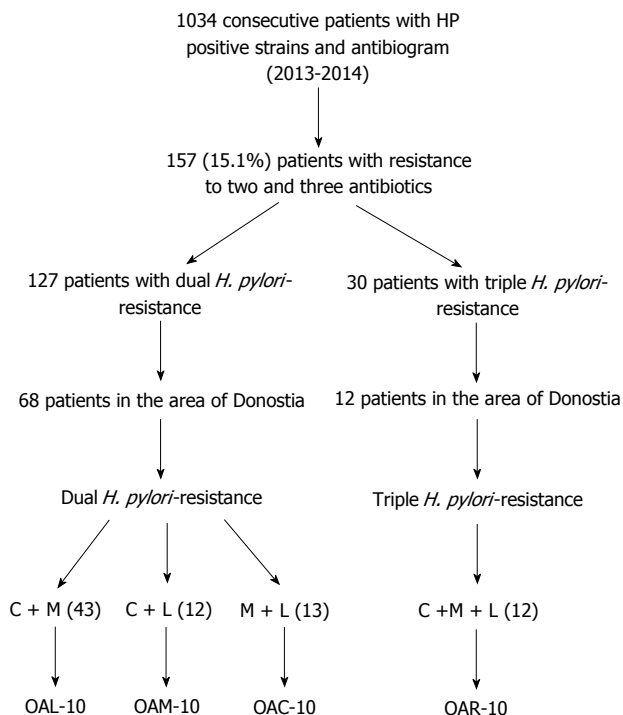 1034 consecutive patients with HP
positive strains and antibiogram
(2013-2014)
157 (15.1%) patients with resistance
to two and three antibiotics
127 patients with dual H. pylori-
resistance
30 patients with triple H. pylori-
resistance
68 patients in the area of Donostia
12 patients in the area of Donostia
Dual H. pylori-resistance
Triple H. pylori-resistance
C + M (43)
C + L (12)
M + L (13)
C +M + L (12)
OAL-10
OAM-10
OAC-10
OAR-10